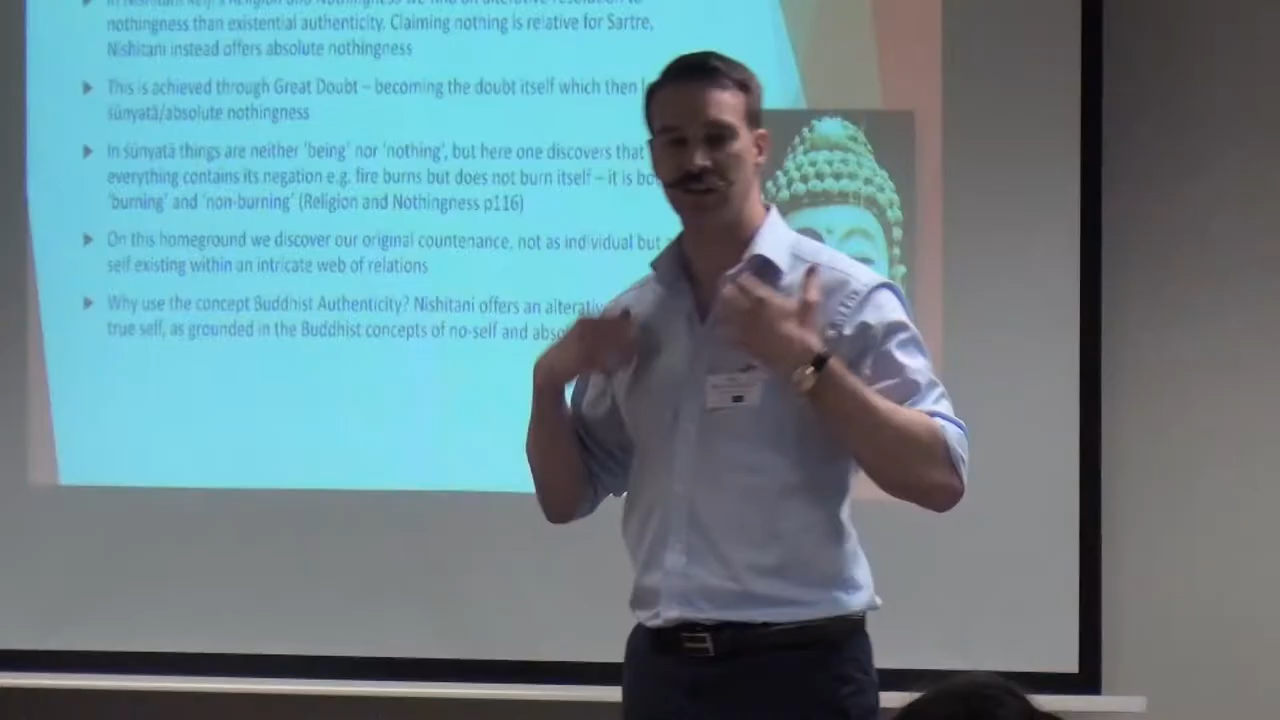 nothingness than existential authenticity. Claiming nothing is relative for Sartre,
Nishitani instead offers absolute nothingness
This is achieved through Great Doubt – becoming the doubt itself which then
śūnyatā/absolute nothingness
In śūnyatā things are neither 'being' nor 'nothing', but here one discovers that
everything contains its negation e.g. fire burns but does not burn itself – it is
'burning' and 'non-burning' (Religion and Nothingness p116)
On this homeground we discover our original countenance, not as individual but
self existing within an intricate web of relations
Why use the concept Buddhist Authenticity? Nishitani offers an
true self, as grounded in the Buddhist concepts of no-self and